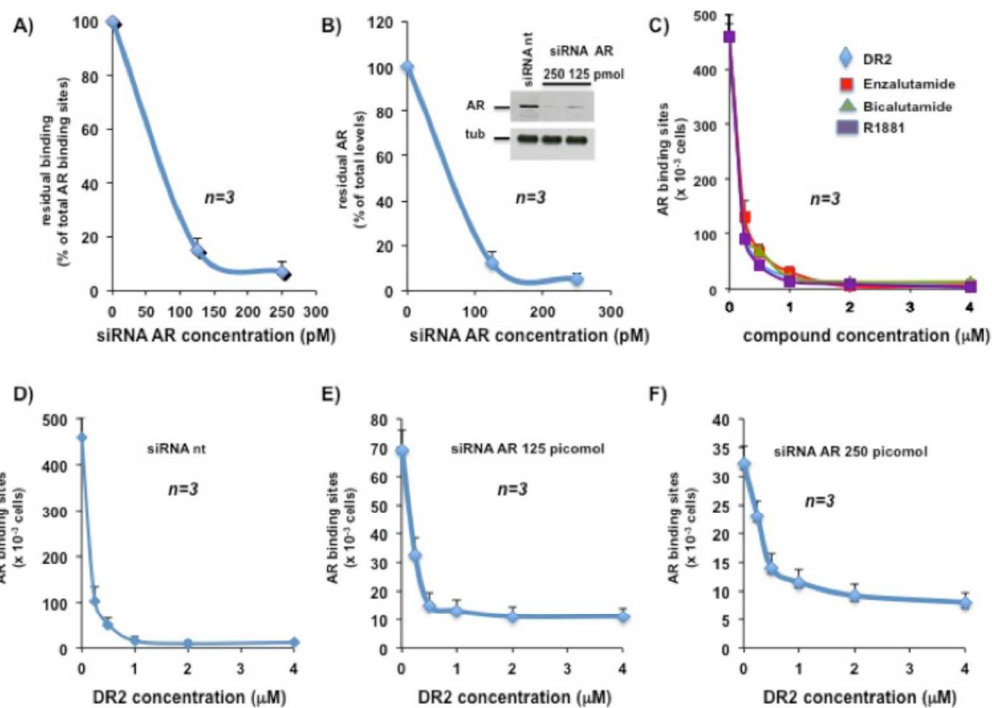 A)
residual binding
(% of total AR binding sites)
100
80
60
40
20
0
n=3
0 50 100 150 200 250 300
siRNA AR concentration (pM)
B)
residual AR
(% of total levels)
120
100
80
60
40
20
0
siRNA nt
siRNA AR
250 125 pmol
AR
tub
n=3
0 100 200 300
siRNA AR concentration (pM)
C)
AR binding sites
(x 10-3 cells)
500
400
300
200
100
0
DR2
Enzalutamide
Bicalutamide
R1881
n=3
0 1 2 3 4
compound concentration (μM)
D)
AR binding sites
(x 10-3 cells)
500
400
300
200
100
0
siRNA nt
n=3
0 1 2 3 4
DR2 concentration (μM)
E)
AR binding sites
(x 10-3 cells)
80
70
60
50
40
30
20
10
0
siRNA AR 125 picomol
n=3
0 1 2 3 4
DR2 concentration (μM)
F)
AR binding sites
(x 10-3 cells)
40
35
30
25
20
15
10
5
0
siRNA AR 250 picomol
n=3
0 1 2 3 4
DR2 concentration (μM)